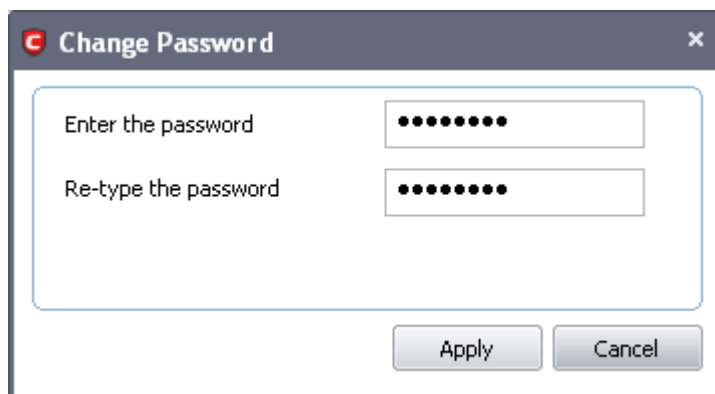 Change Password
Enter the password ••••••••
Re-type the password ••••••••
Apply Cancel